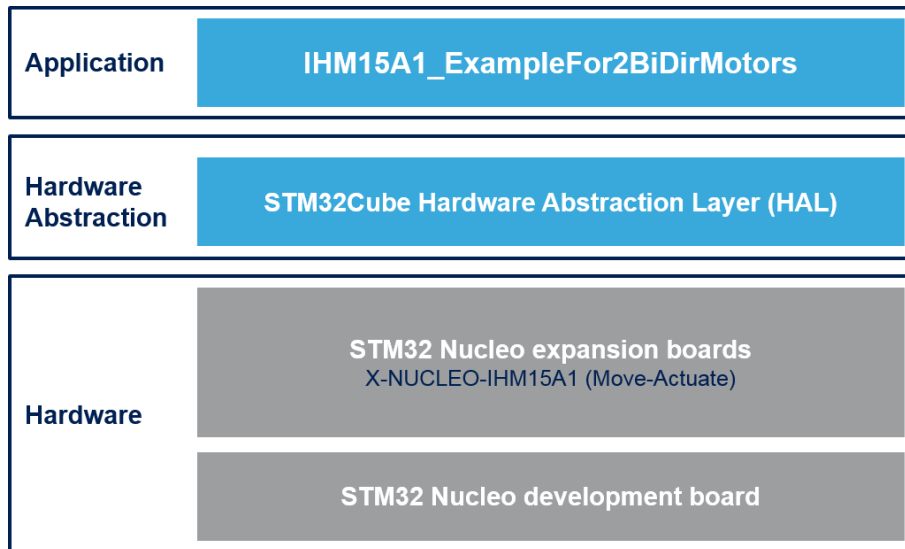 Application
IHM15A1_ExampleFor2BiDirMotors
Hardware
Abstraction
STM32Cube Hardware Abstraction Layer (HAL)
Hardware
STM32 Nucleo expansion boards
X-NUCLEO-IHM15A1 (Move-Actuate)
STM32 Nucleo development board